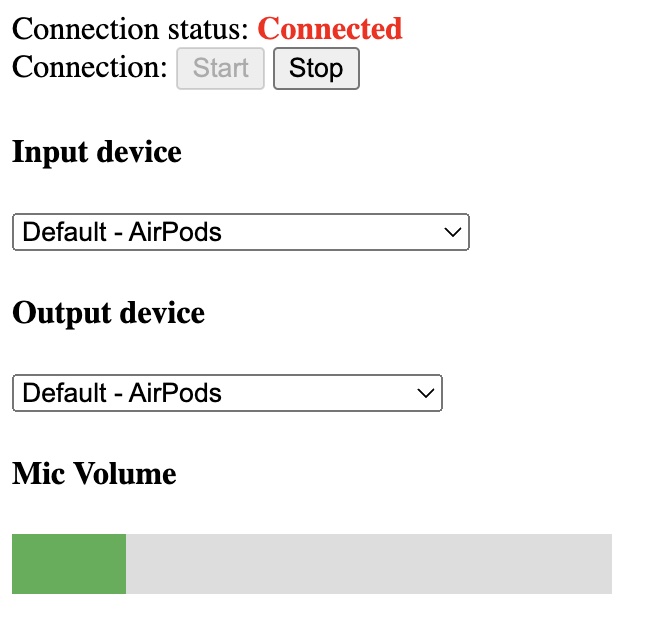 Connection status: Connected
Connection: Start Stop
Input device
Default - AirPods
Output device
Default - AirPods
Mic Volume